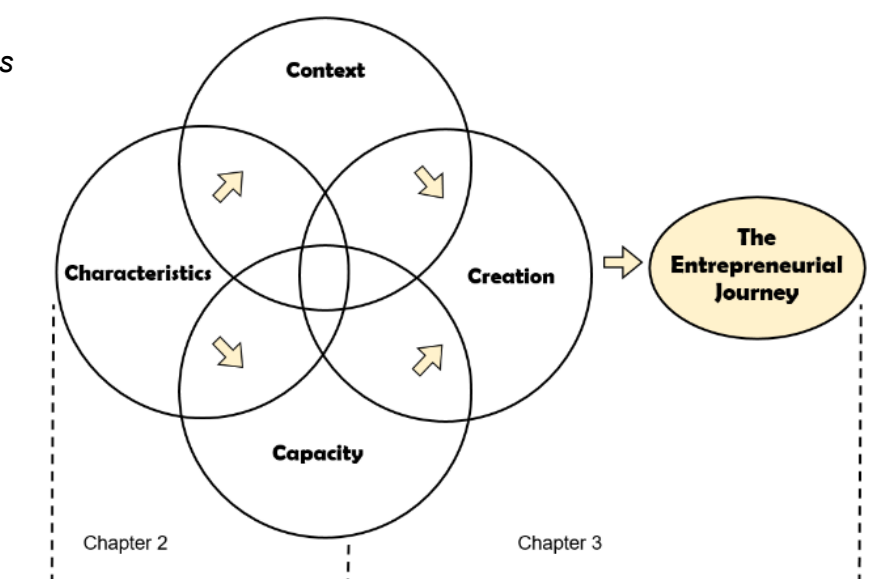 s
Context
Characteristics
Creation
The
Entrepreneurial
Journey
Capacity
Chapter 2
Chapter 3